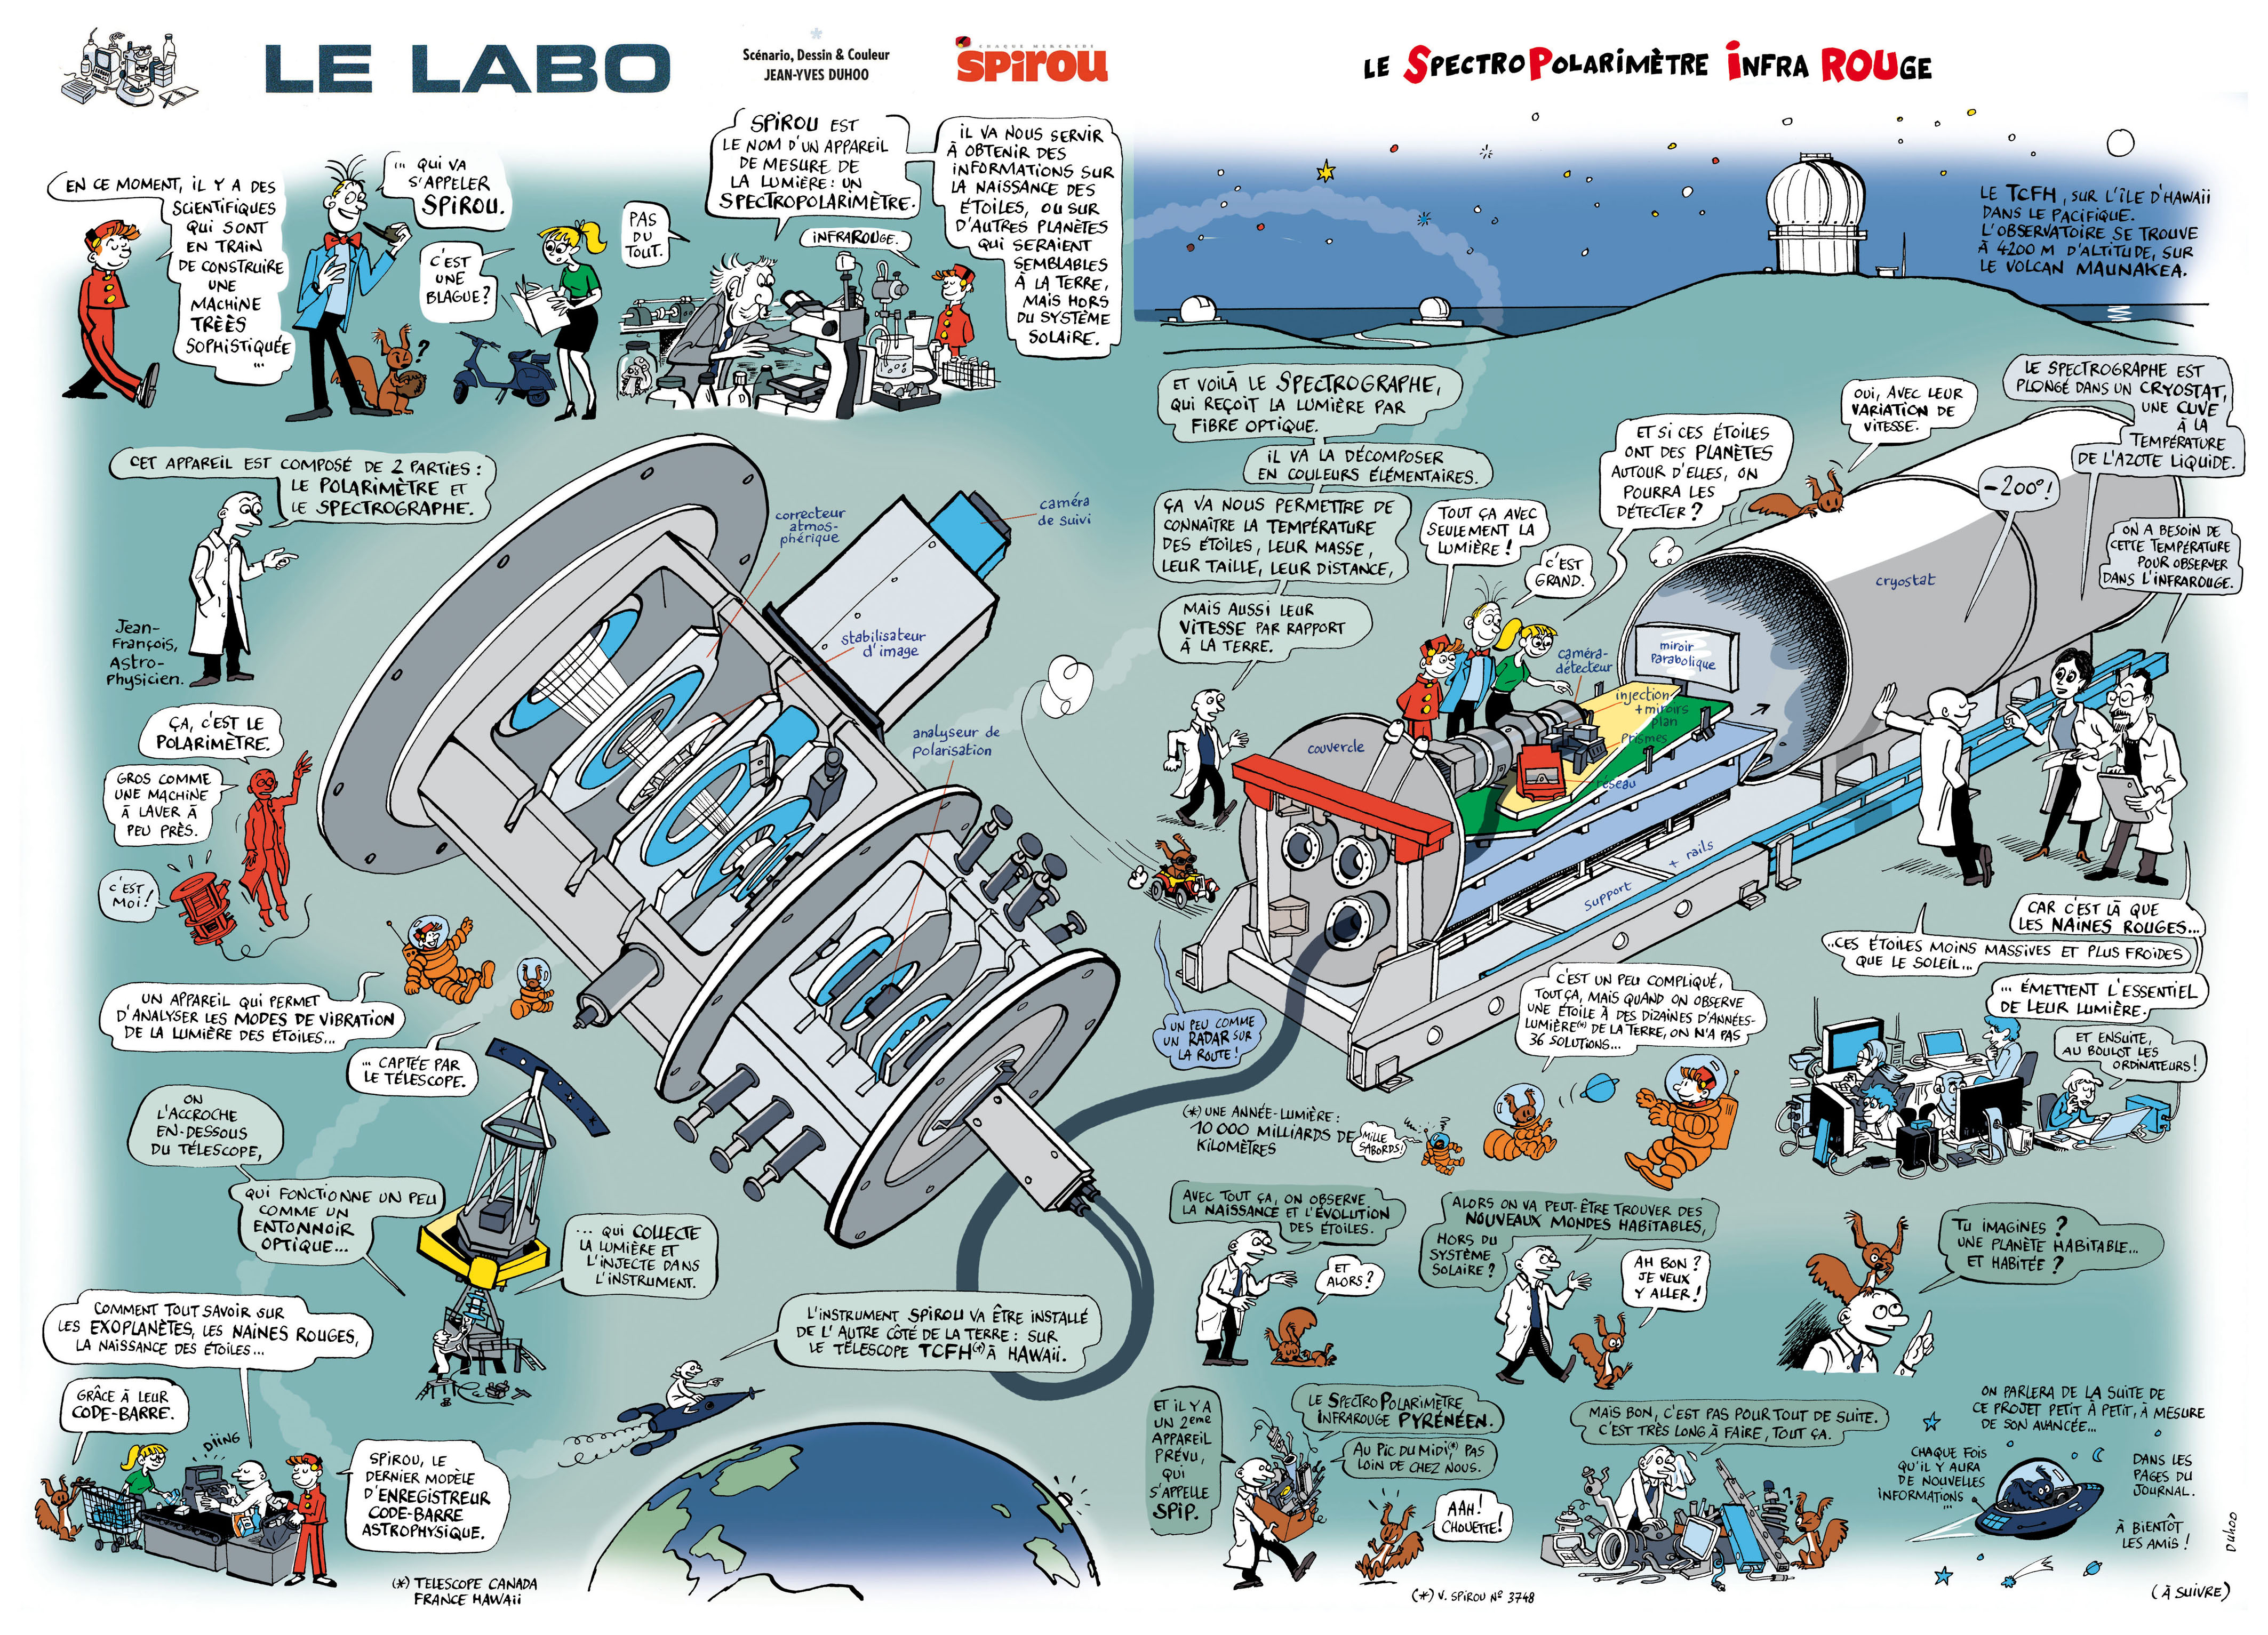 LE LABO
Scénario, Dessin & Couleur
JEAN-YVES DUHOO
CHAQUE MERCREDI
SPiROU
LE SPECTROPOLARIMÈTRE iNFRA ROUGE
EN CE MOMENT, iL Y A DES
SCiENTiFiQUES
QUi SONT
EN TRAiN
DE CONSTRUiRE
UNE
MACHiNE
TRÈÈS
SOPHiSTiQUÉE
...
... QUi VA
S'APPELER
SPiROU.
C'EST
UNE
BLAGUE?
?
PAS
DU
TOUT.
SPiROU EST
LE NOM D'UN APPAREiL
DE MESURE DE
LA LUMiÈRE : UN
SPECTROPOLARiMÈTRE.
iNFRAROUGE.
iL VA NOUS SERViR
À OBTENiR DES
iNFORMATiONS SUR
LA NAiSSANCE DES
ÉTOiLES, OU SUR
D'AUTRES PLANÈTES
QUi SERAiENT
SEMBLABLES
À LA TERRE,
MAiS HORS
DU SYSTÈME
SOLAiRE.
CET APPAREiL EST COMPOSÉ DE 2 PARTiES :
LE POLARiMÈTRE ET
LE SPECTROGRAPHE.
Jean-
François,
Astro-
Physicien.
ÇA, C'EST LE
POLARiMÈTRE.
GROS COMME
UNE MACHiNE
À LAVER À
PEU PRÈS.
C'EST
MOi!
correcteur
atmos-
phérique
caméra
de suivi
stabilisateur
d'image
analyseur de
polarisation
UN APPAREiL QUi PERMET
D'ANALYSER LES MODES DE ViBRATiON
DE LA LUMiÈRE DES ÉTOiLES...
... CAPTÉE PAR
LE TÉLESCOPE.
ON
L'ACCROCHE
EN-DESSOUS
DU TÉLESCOPE,
QUi FONCTiONNE UN PEU
COMME UN
ENTONNOiR
OPTiQUE...
... QUi COLLECTE
LA LUMiÈRE ET
L'iNJECTE DANS
L'iNSTRUMENT.
L'iNSTRUMENT SPiROU VA ÊTRE iNSTALLÉ
DE L'AUTRE CÔTÉ DE LA TERRE : SUR
LE TÉLESCOPE TCFH(*) À HAWAii.
COMMENT TOUT SAVOiR SUR
LES EXOPLANÈTES, LES NAiNES ROUGES,
LA NAiSSANCE DES ÉTOiLES...
GRÂCE À LEUR
CODE-BARRE.
DiiNG
SPiROU, LE
DERNiER MODÈLE
D'ENREGiSTREUR
CODE-BARRE
ASTROPHYSiQUE.
(*) TELESCOPE CANADA
FRANCE HAWAii
LE TCFH, SUR L'ÎLE D'HAWAii
DANS LE PACiFiQUE.
L'OBSERVATOiRE SE TROUVE
À 4200 M D'ALTiTUDE, SUR
LE VOLCAN MAUNAKEA.
ET VOiLÀ LE SPECTROGRAPHE,
QUi REÇOiT LA LUMiÈRE PAR
FiBRE OPTiQUE.
iL VA LA DÉCOMPOSER
EN COULEURS ÉLÉMENTAiRES.
ÇA VA NOUS PERMETTRE DE
CONNAÎTRE LA TEMPÉRATURE
DES ÉTOiLES, LEUR MASSE,
LEUR TAiLLE, LEUR DiSTANCE,
MAiS AUSSi LEUR
ViTESSE PAR RAPPORT
À LA TERRE.
TOUT ÇA AVEC
SEULEMENT LA
LUMiÈRE !
C'EST
GRAND.
ET Si CES ÉTOiLES
ONT DES PLANÈTES
AUTOUR D'ELLES, ON
POURRA LES
DÉTECTER ?
OUi, AVEC LEUR
VARiATiON DE
ViTESSE.
LE SPECTROGRAPHE EST
PLONGÉ DANS UN CRYOSTAT,
UNE CUVE
À LA
TEMPÉRATURE
DE L'AZOTE LiQUiDE.
-200° !
ON A BESOiN DE
CETTE TEMPÉRATURE
POUR OBSERVER
DANS L'iNFRAROUGE.
cryostat
miroir
parabolique
caméra-
détecteur
injection
+ miroirs
plan
prismes
réseau
couvercle
+ rails
support
UN PEU COMME
UN RADAR SUR
LA ROUTE !
CAR C'EST LÀ QUE
LES NAiNES ROUGES...
..CES ÉTOiLES MOiNS MASSiVES ET PLUS FROiDES
QUE LE SOLEiL...
... ÉMETTENT L'ESSENTiEL
DE LEUR LUMiÈRE.
C'EST UN PEU COMPLiQUÉ,
TOUT ÇA, MAiS QUAND ON OBSERVE
UNE ÉTOiLE À DES DiZAiNES D'ANNÉES-
LUMiÈRE(*) DE LA TERRE, ON N'A PAS
36 SOLUTiONS...
ET ENSUiTE,
AU BOULOT LES
ORDiNATEURS !
(*) UNE ANNÉE-LUMiÈRE :
10 000 MiLLiARDS DE
KiLOMÈTRES
MiLLE
SABORDS!
AVEC TOUT ÇA, ON OBSERVE
LA NAiSSANCE ET L'ÉVOLUTiON
DES ÉTOiLES.
ET
ALORS ?
ALORS ON VA PEUT-ÊTRE TROUVER DES
NOUVEAUX MONDES HABiTABLES,
HORS DU
SYSTÈME
SOLAiRE ?
AH BON ?
JE VEUX
Y ALLER !
TU iMAGiNES ?
UNE PLANÈTE HABiTABLE...
ET HABiTÉE ?
ET iL Y A
UN 2EME
APPAREiL
PRÉVU,
QUi
S'APPELLE
SPiP.
LE SPECTROPOLARiMÈTRE
iNFRAROUGE PYRÉNÉEN.
AU PiC DU MiDi(*), PAS
LOiN DE CHEZ NOUS.
AAH !
CHOUETTE!
MAiS BON, C'EST PAS POUR TOUT DE SUiTE.
C'EST TRÈS LONG À FAiRE, TOUT ÇA.
?
ON PARLERA DE LA SUiTE DE
CE PROJET PETiT À PETiT, À MESURE
DE SON AVANCÉE...
CHAQUE FOiS
QU'iL Y AURA
DE NOUVELLES
iNFORMATiONS
...
DANS LES
PAGES DU
JOURNAL.
À BiENTÔT
LES AMiS !
Duhoo
(*) V. SPiROU Nº 3748
(À SUiVRE)